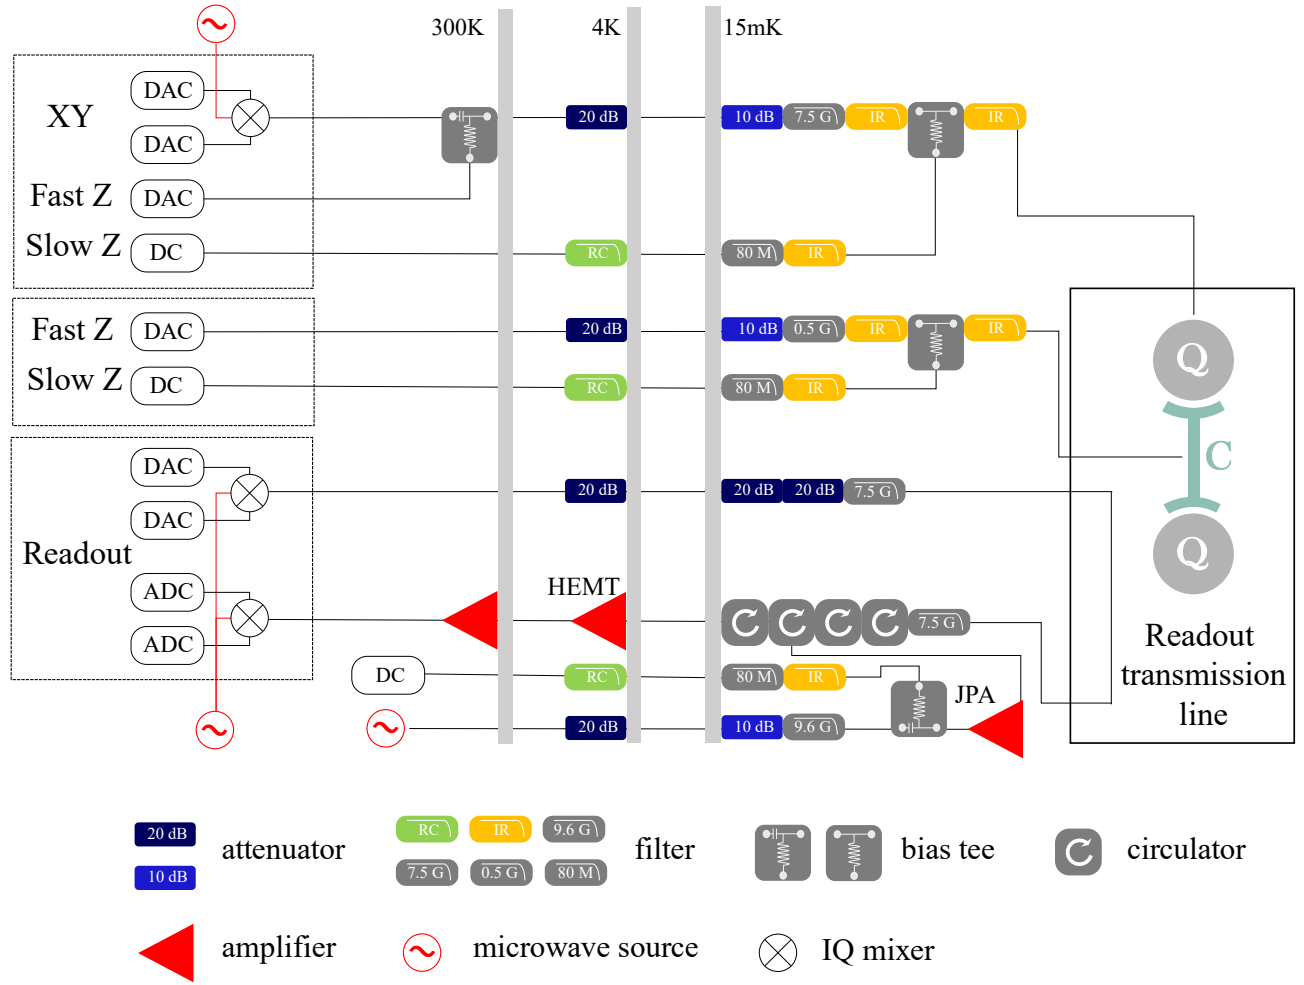 300K 4K 15mK
XY DAC 20 dB 10 dB 7.5 G IR IR
DAC
Fast Z DAC
Slow Z DC RC 80 M IR
Fast Z DAC 20 dB 10 dB 0.5 G IR IR
Slow Z DC RC 80 M IR
Q
C
Q
DAC
20 dB 20 dB 20 dB 7.5 G
DAC
Readout
ADC HEMT
7.5 G
ADC
Readout
transmission
line
DC RC 80 M IR JPA
20 dB 10 dB 9.6 G
20 dB 10 dB attenuator
RC IR 9.6 G
7.5 G 0.5 G 80 M filter
bias tee
circulator
amplifier
microwave source
IQ mixer